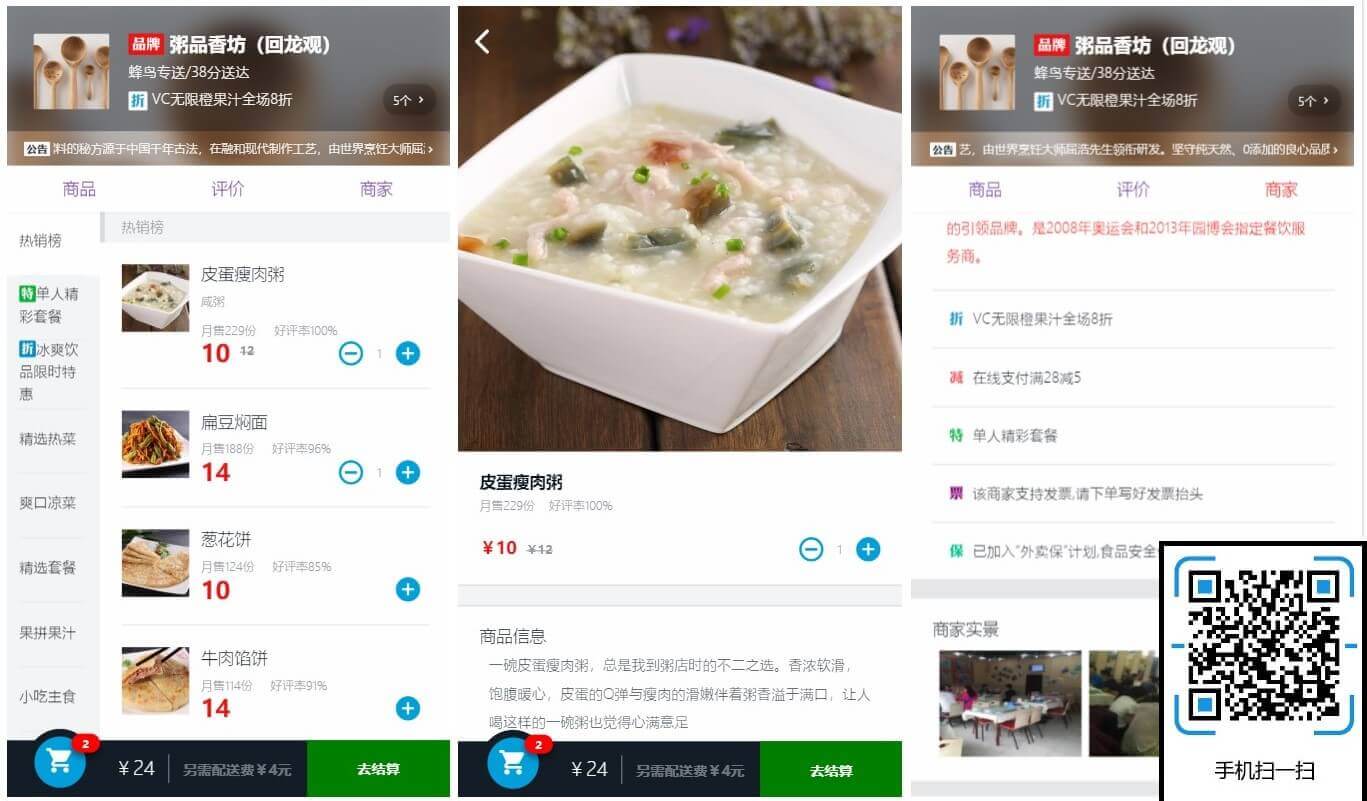 品牌 粥品香坊（回龙观）
蜂鸟专送/38分送达
折 VC无限橙果汁全场8折
5个 >
公告 料的秘方源于中国千年古法，在融和现代制作工艺，由世界烹饪大师屈 >
商品 评价 商家
热销榜
特 单人精
彩套餐
折 冰爽饮
品限时特
惠
精选热菜
爽口凉菜
精选套餐
果拼果汁
小吃主食
热销榜
皮蛋瘦肉粥
咸粥
月售229份 好评率100%
10 12
1
扁豆焖面
月售188份 好评率96%
14
1
葱花饼
月售124份 好评率85%
10
牛肉馅饼
月售114份 好评率91%
14
2
￥24 另需配送费￥4元 去结算
皮蛋瘦肉粥
月售229份 好评率100%
￥10 ￥12
1
商品信息
一碗皮蛋瘦肉粥，总是我到粥店时的不二之选。香浓软滑，
饱腹暖心，皮蛋的Q弹与瘦肉的滑嫩伴着粥香溢于满口，让人
喝这样的一碗粥也觉得心满意足
2
￥24 另需配送费￥4元 去结算
品牌 粥品香坊（回龙观）
蜂鸟专送/38分送达
折 VC无限橙果汁全场8折
5个 >
公告 艺，由世界烹饪大师屈浩先生领衔研发。坚守纯天然、0添加的良心品质 >
商品 评价 商家
的引领品牌。是2008年奥运会和2013年园博会指定餐饮服
务商。
折 VC无限橙果汁全场8折
减 在线支付满28减5
特 单人精彩套餐
票 该商家支持发票,请下单写好发票抬头
保 已加入"外卖保"计划,食品安全
商家实景
手机扫一扫